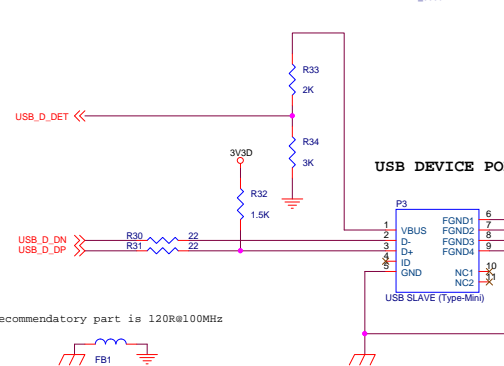 R33
2K
USB_D_DET
R34
3K
3V3D
R32
1.5K
USB DEVICE PO
P3
USB_D_DN
USB_D_DP
R30
R31
22
22
1
2
3
4
5
VBUS
D-
D+
ID
GND
FGND1
FGND2
FGND3
FGND4
NC1
NC2
6
7
8
9
10
11
USB SLAVE (Type-Mini)
ecommendatory part is 120R@100MHz
FB1